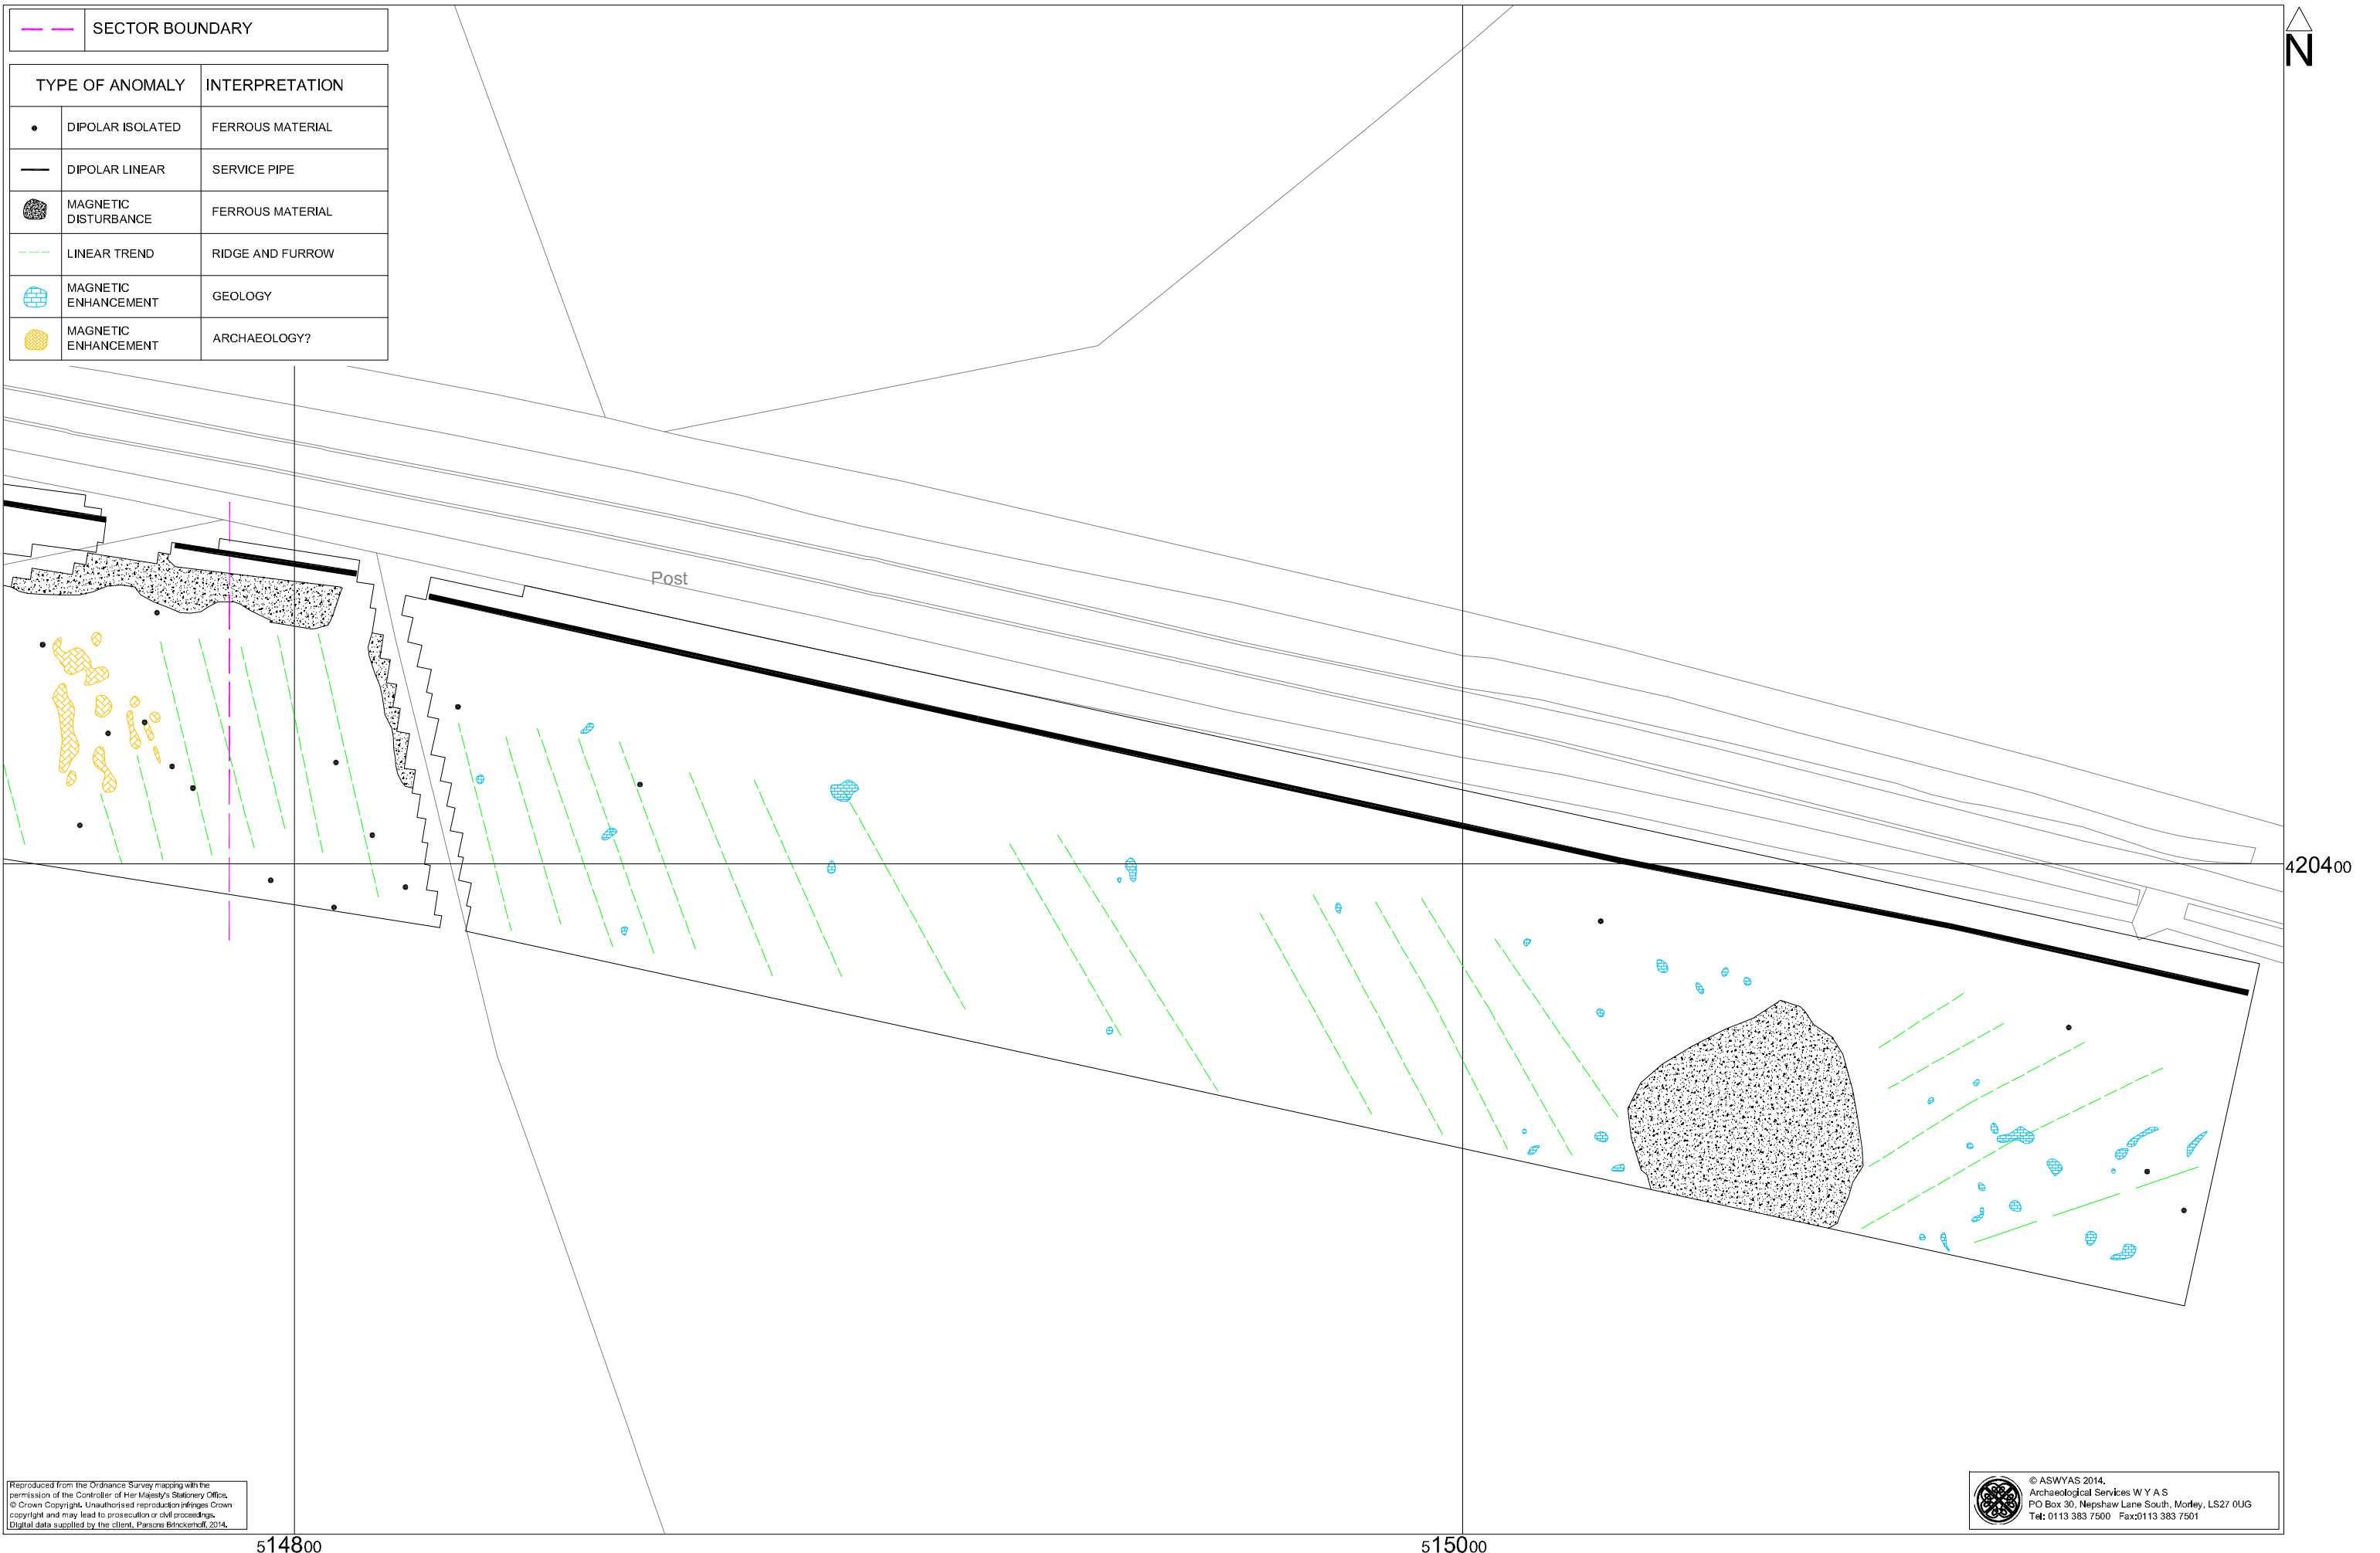 SECTOR BOUNDARY
N
TYPE OF ANOMALY INTERPRETATION
DIPOLAR ISOLATED FERROUS MATERIAL
DIPOLAR LINEAR SERVICE PIPE
MAGNETIC
DISTURBANCE
FERROUS MATERIAL
LINEAR TREND RIDGE AND FURROW
MAGNETIC
ENHANCEMENT
GEOLOGY
MAGNETIC
ENHANCEMENT
ARCHAEOLOGY?
Post
420400
Reproduced from the Ordnance Survey mapping with the
permission of the Controller of Her Majesty's Stationery Office,
© Crown Copyright. Unauthorised reproduction infringes Crown
copyright and may lead to prosecution or civil proceedings.
Digital data supplied by the client, Parsons Brinckerhoff, 2014.
© ASWYAS 2014.
Archaeological Services W Y A S
PO Box 30, Nepshaw Lane South, Morley, LS27 0UG
Tel: 0113 383 7500 Fax:0113 383 7501
514800
515000